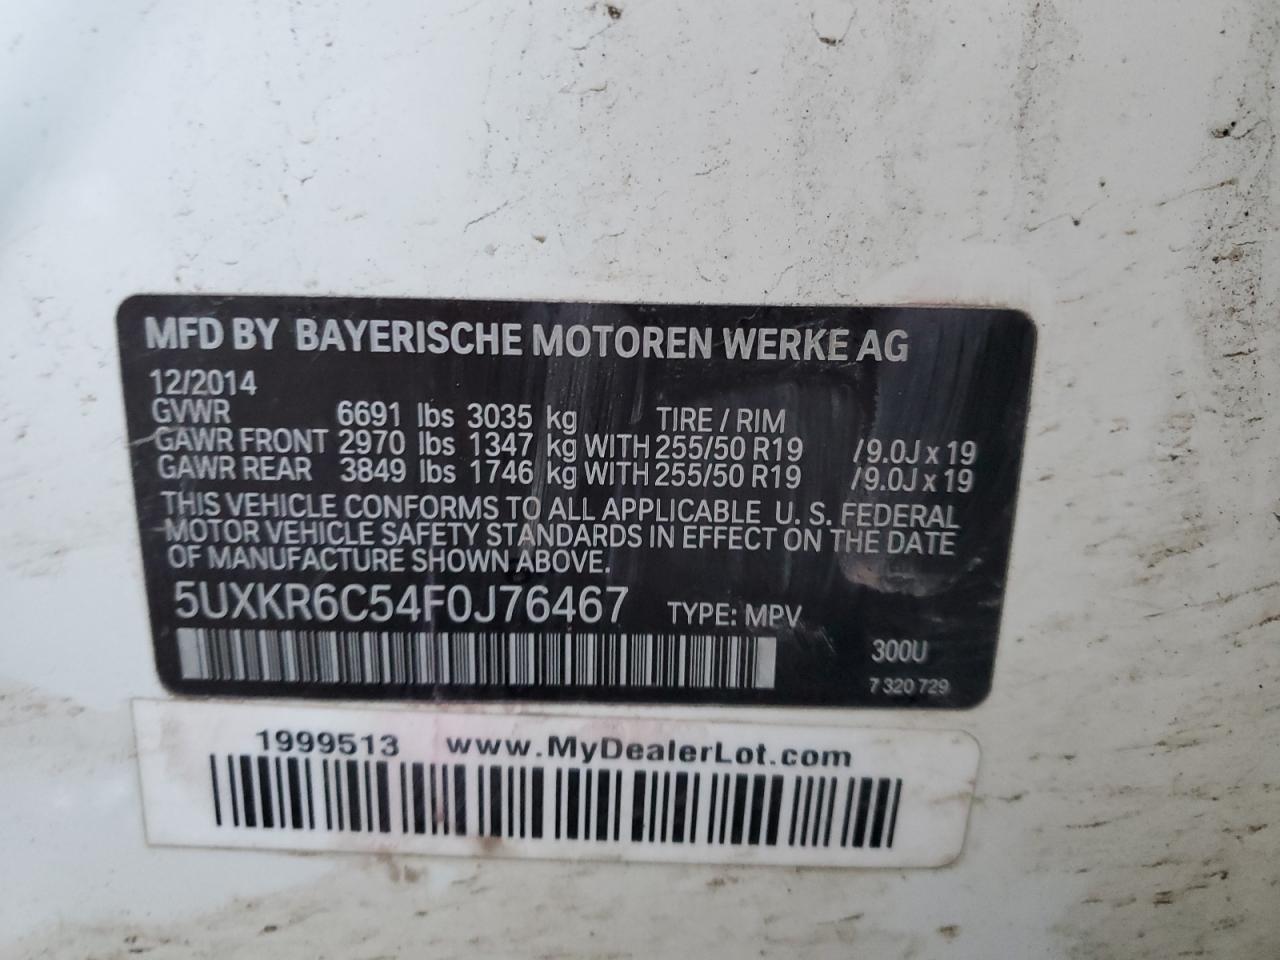 MFD BY BAYERISCHE MOTOREN WERKE AG
12/2014
GVWR 6691 lbs 3035 kg TIRE / RIM
GAWR FRONT 2970 lbs 1347 kg WITH 255/50 R19 / 9.0J x 19
GAWR REAR 3849 lbs 1746 kg WITH 255/50 R19 / 9.0J x 19
THIS VEHICLE CONFORMS TO ALL APPLICABLE U. S. FEDERAL
MOTOR VEHICLE SAFETY STANDARDS IN EFFECT ON THE DATE
OF MANUFACTURE SHOWN ABOVE.
5UXKR6C54F0J76467 TYPE: MPV
300U
7 320 729
1999513 www.MyDealerLot.com